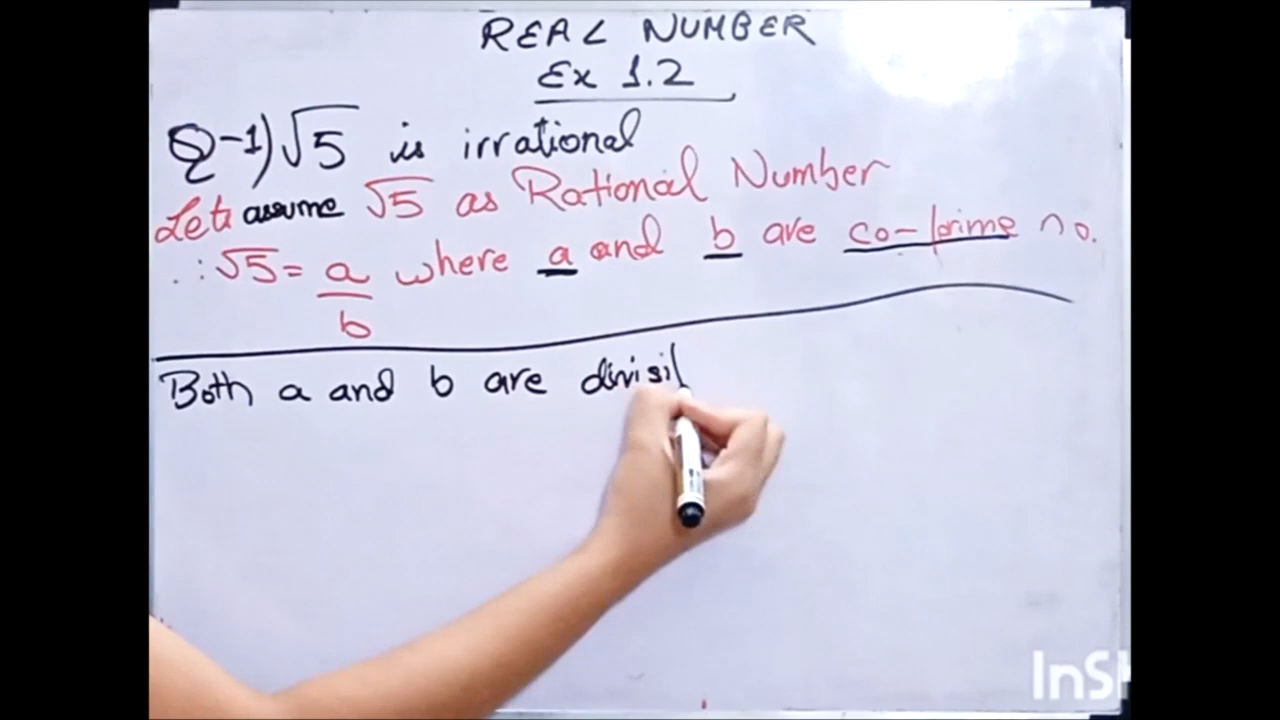 REAL NUMBER
Ex 1.2
Q-1) √5 is irrational
Lets assume √5 as Rational Number
∴ √5 = a/b where a and b are co-prime no.
Both a and b are
InSh